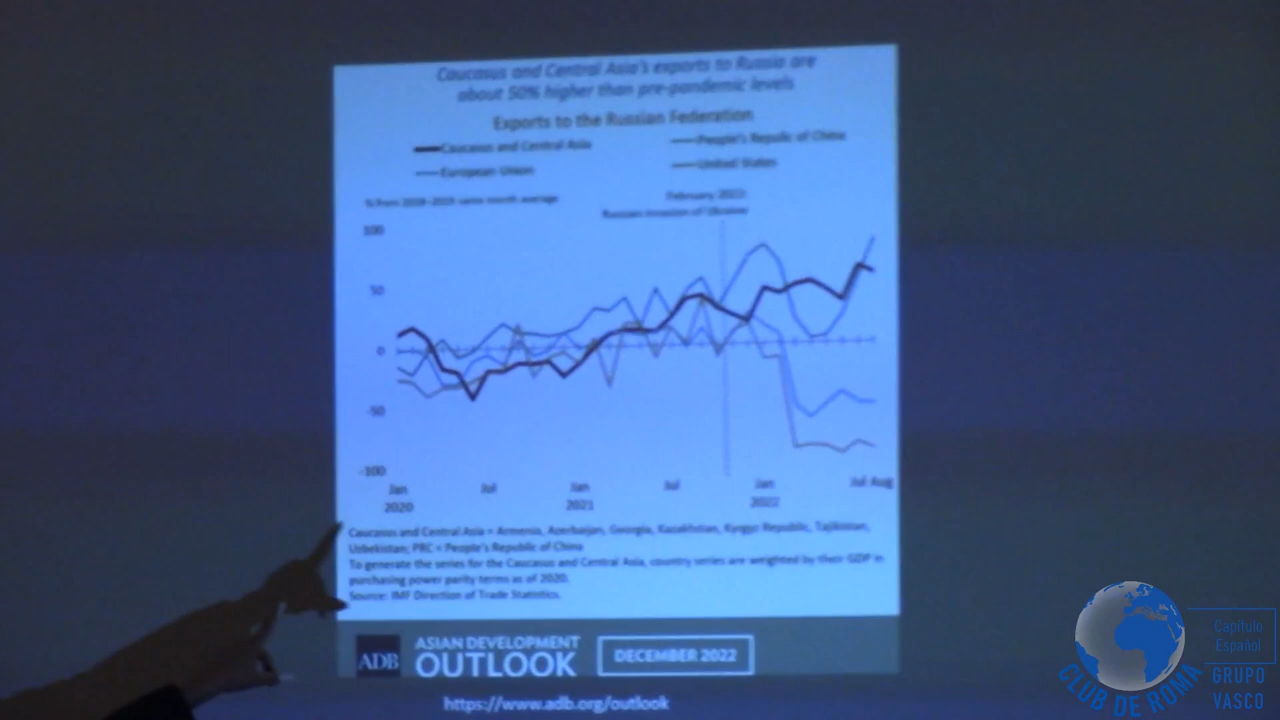 Caucasus and Central Asia's exports to Russia are
about 50% higher than pre-pandemic levels
Exports to the Russian Federation
Caucasus and Central Asia
People's Repulic of China
European Union
United States
% from 2018–2019 same month average
February 2022:
Russian invasion of Ukraine
100
50
0
-50
-100
Jan Jul Jan Jul Jan Jul Aug
2020 2021 2022
Caucasus and Central Asia = Armenia, Azerbaijan, Georgia, Kazakhstan, Kyrgyz Republic, Tajikistan,
Uzbekistan; PRC = People's Republic of China
To generate the series for the Caucasus and Central Asia, country series are weighted by their GDP in
purchasing power parity terms as of 2020.
Source: IMF Direction of Trade Statistics.
ADB
ASIAN DEVELOPMENT
OUTLOOK
DECEMBER 2022
https://www.adb.org/outlook
CLUB DE ROMA
Capítulo
Español
GRUPO
VASCO